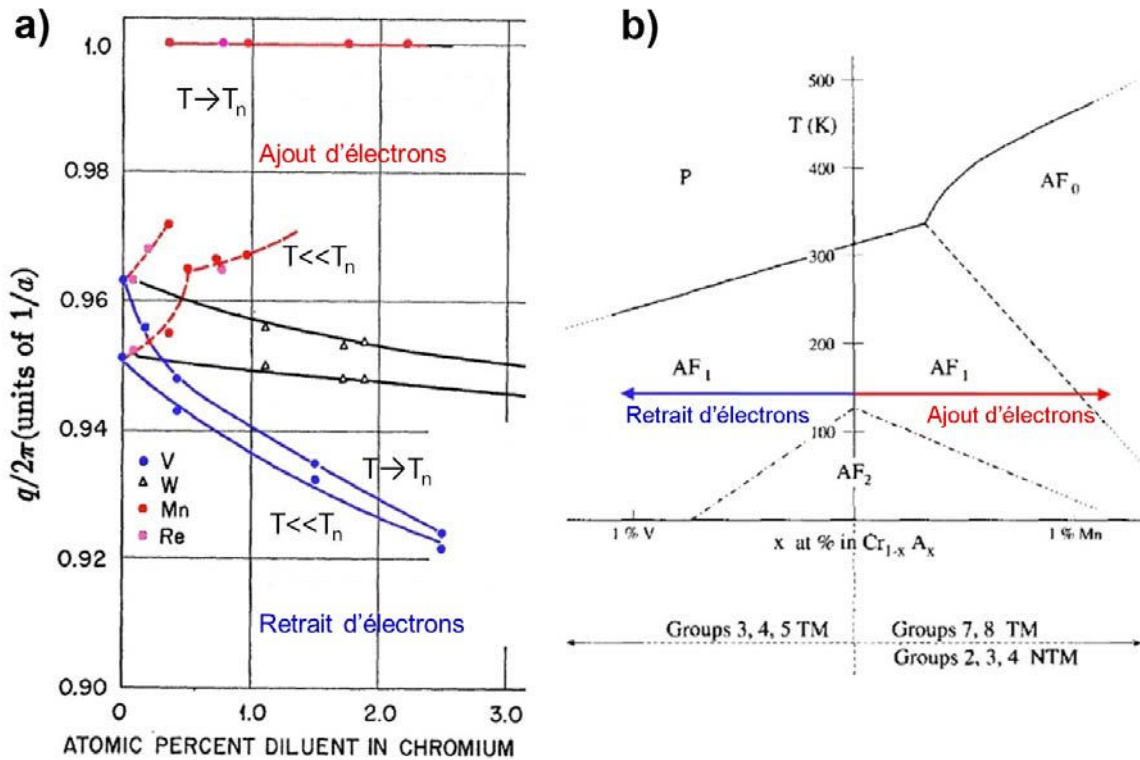 a)
1.0
T→Tn
Ajout d'électrons
0.98
T<<Tn
0.96
0.94
V
W
Mn
Re
T→Tn
T<<Tn
0.92
Retrait d'électrons
0.90
0 1.0 2.0 3.0
q/2π(units of 1/a)
ATOMIC PERCENT DILUENT IN CHROMIUM
b)
500
T (K)
400
P
AF0
300
200
AF1 AF1
Retrait d'électrons Ajout d'électrons
100
AF2
1 % V 1 % Mn
x at % in Cr1-x Ax
Groups 3, 4, 5 TM Groups 7, 8 TM
Groups 2, 3, 4 NTM